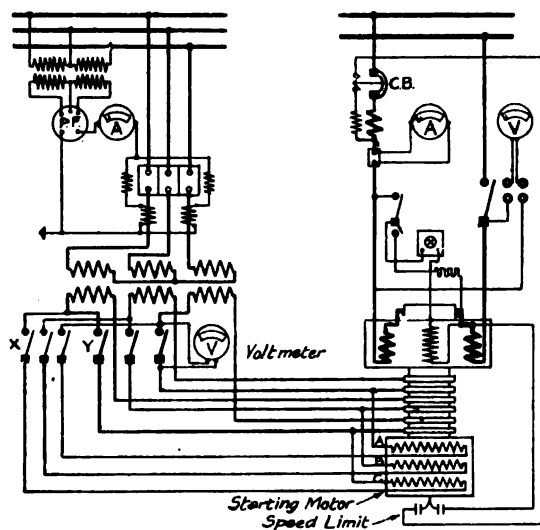 C.B.
P.F.
A
A
V
X
Y
V
Voltmeter
A
B
C
Starting Motor
Speed Limit